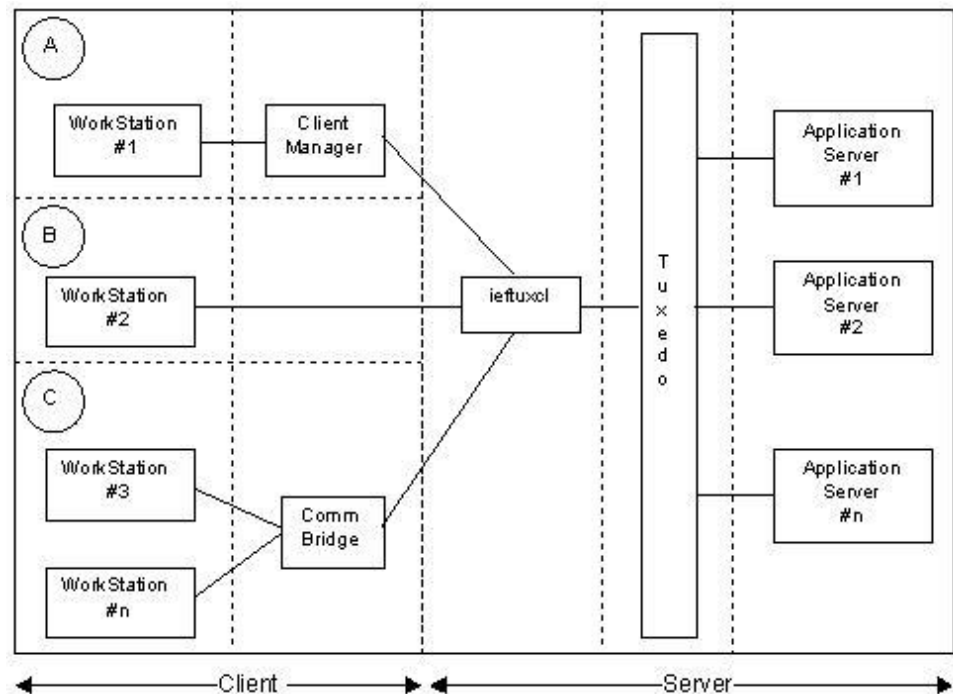 A
WorkStation
#1
Client
Manager
Application
Server
#1
B
WorkStation
#2
ieftuxcl
Tuxedo
Application
Server
#2
C
WorkStation
#3
Comm
Bridge
WorkStation
#n
Application
Server
#n
Client
Server